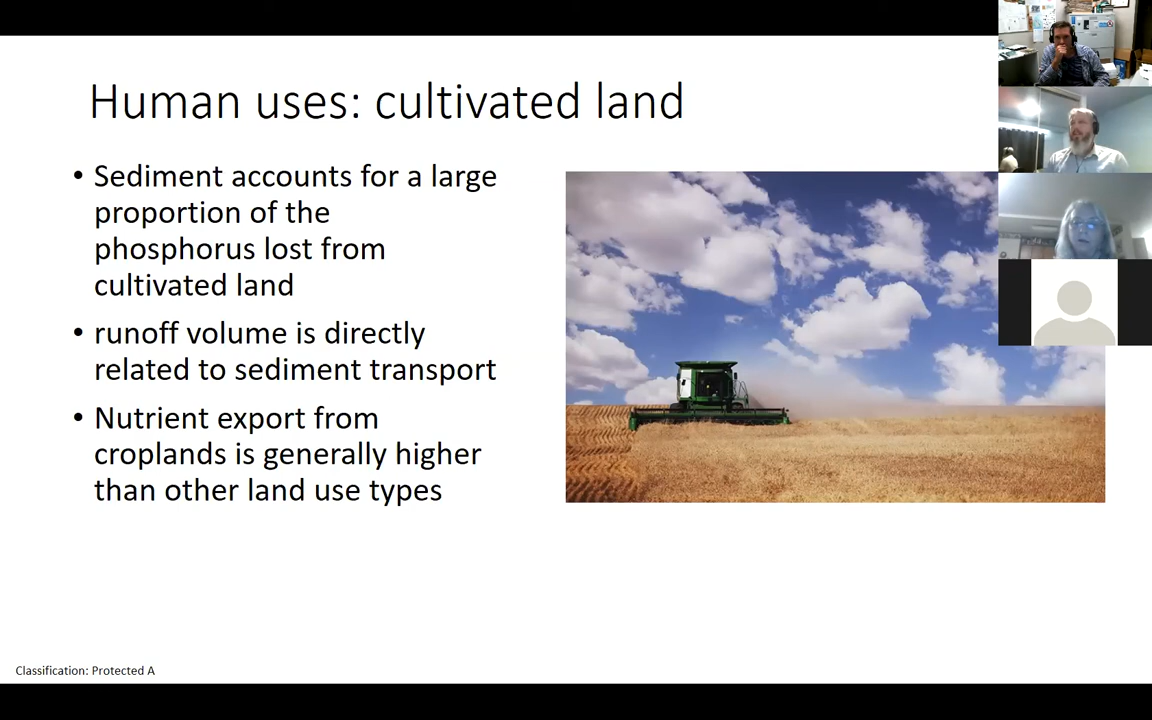 Human uses: cultivated land
• Sediment accounts for a large
proportion of the
phosphorus lost from
cultivated land
• runoff volume is directly
related to sediment transport
• Nutrient export from
croplands is generally higher
than other land use types
Classification: Protected A